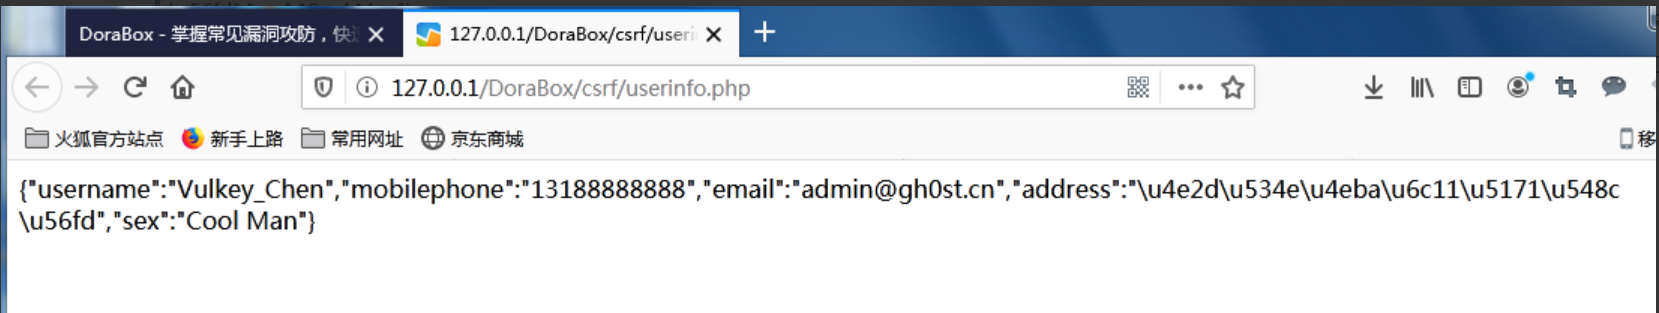 DoraBox - 掌握常见漏洞攻防，快
127.0.0.1/DoraBox/csrf/useri
127.0.0.1/DoraBox/csrf/userinfo.php
火狐官方站点 新手上路 常用网址 京东商城 移
{"username":"Vulkey_Chen","mobilephone":"13188888888","email":"admin@gh0st.cn","address":"\u4e2d\u534e\u4eba\u6c11\u5171\u548c
\u56fd","sex":"Cool Man"}